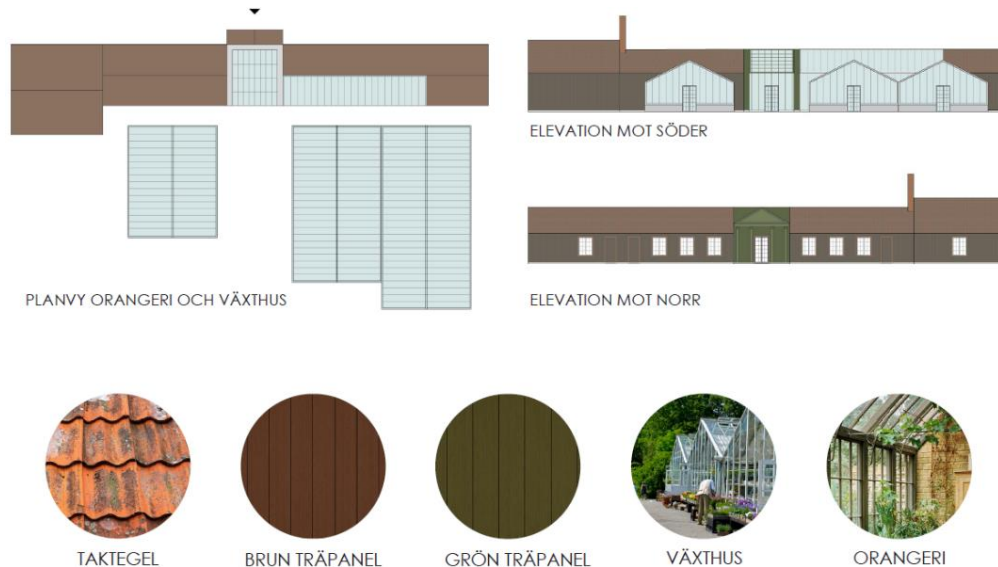 ELEVATION MOT SÖDER
PLANVY ORANGERI OCH VÄXTHUS
ELEVATION MOT NORR
TAKTEGEL
BRUN TRÄPANEL
GRÖN TRÄPANEL
VÄXTHUS
ORANGERI